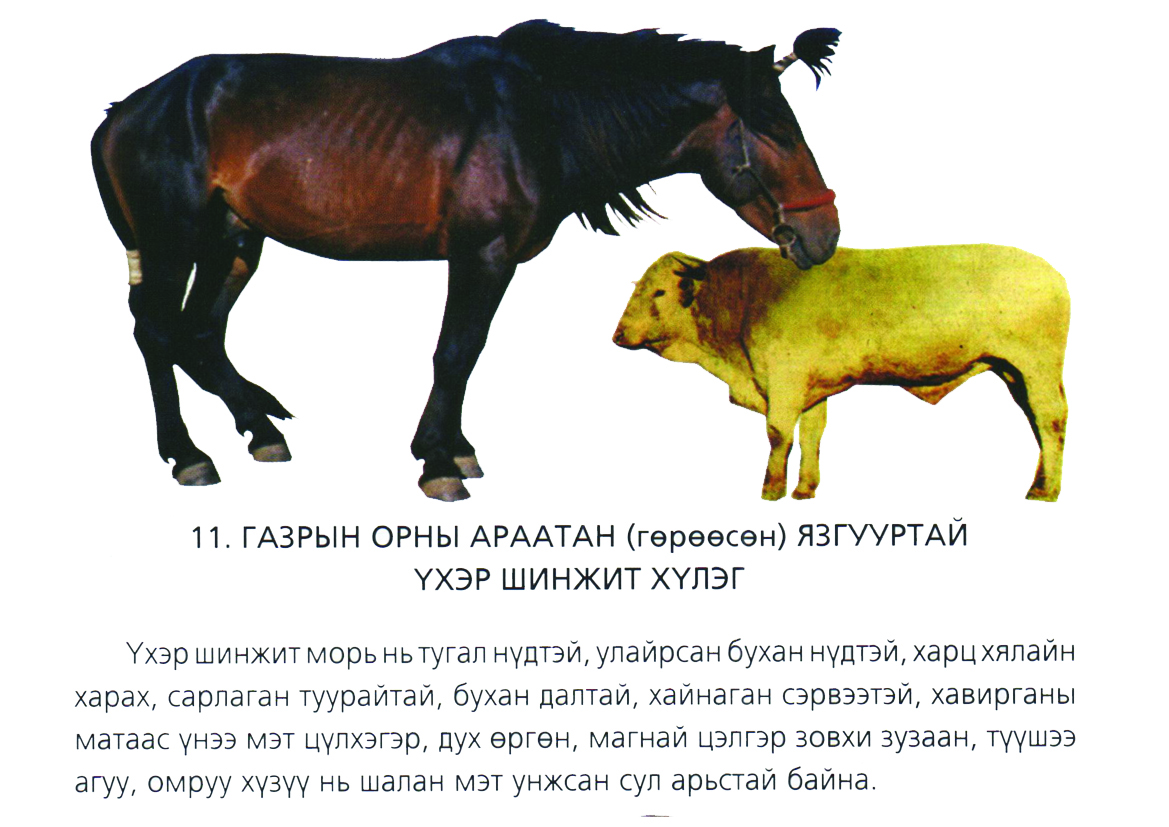 11. ГАЗРЫН ОРНЫ АРААТАН (гөрөөсөн) ЯЗГУУРТАЙ
ҮХЭР ШИНЖИТ ХҮЛЭГ
Үхэр шинжит морь нь тугал нүдтэй, улайрсан бухан нүдтэй, харц хялайн
харах, сарлаган туурайтай, бухан далтай, хайнаган сэрвээтэй, хавирганы
матаас үнээ мэт цүлхэгэр, дух өргөн, магнай цэлгэр зовхи зузаан, түүшээ
агуу, омруу хүзүү нь шалан мэт унжсан сул арьстай байна.